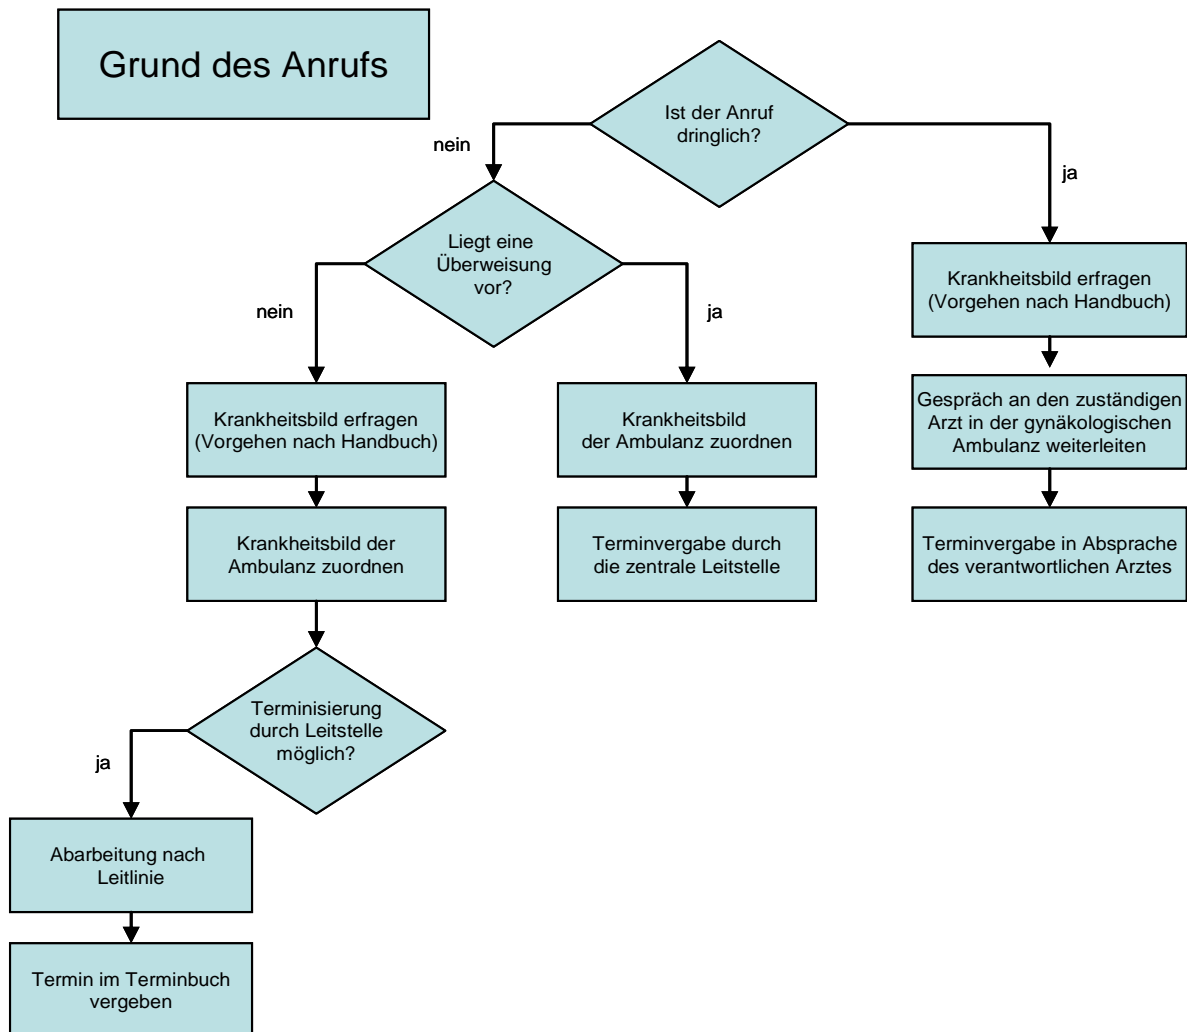 Grund des Anrufs
Ist der Anruf
dringlich?
nein
ja
Liegt eine
Überweisung
vor?
nein
ja
Krankheitsbild erfragen
(Vorgehen nach Handbuch)
Krankheitsbild erfragen
(Vorgehen nach Handbuch)
Krankheitsbild
der Ambulanz zuordnen
Gespräch an den zuständigen
Arzt in der gynäkologischen
Ambulanz weiterleiten
Krankheitsbild der
Ambulanz zuordnen
Terminvergabe durch
die zentrale Leitstelle
Terminvergabe in Absprache
des verantwortlichen Arztes
Terminisierung
durch Leitstelle
möglich?
ja
Abarbeitung nach
Leitlinie
Termin im Terminbuch
vergeben